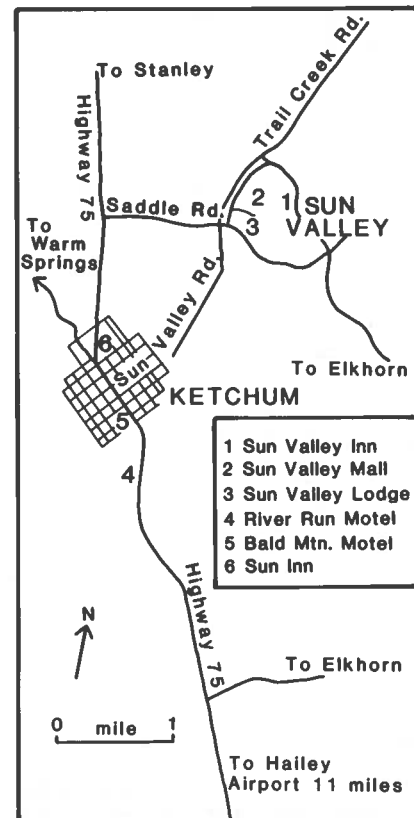 To Stanley
Highway 75
Trail Creek Rd.
Saddle Rd.
2
1
3
SUN
VALLEY
To
Warm
Springs
Sun Valley Rd.
6
To Elkhorn
KETCHUM
5
4
1 Sun Valley Inn
2 Sun Valley Mall
3 Sun Valley Lodge
4 River Run Motel
5 Bald Mtn. Motel
6 Sun Inn
Highway 75
N
To Elkhorn
0 mile 1
To Hailey
Airport 11 miles